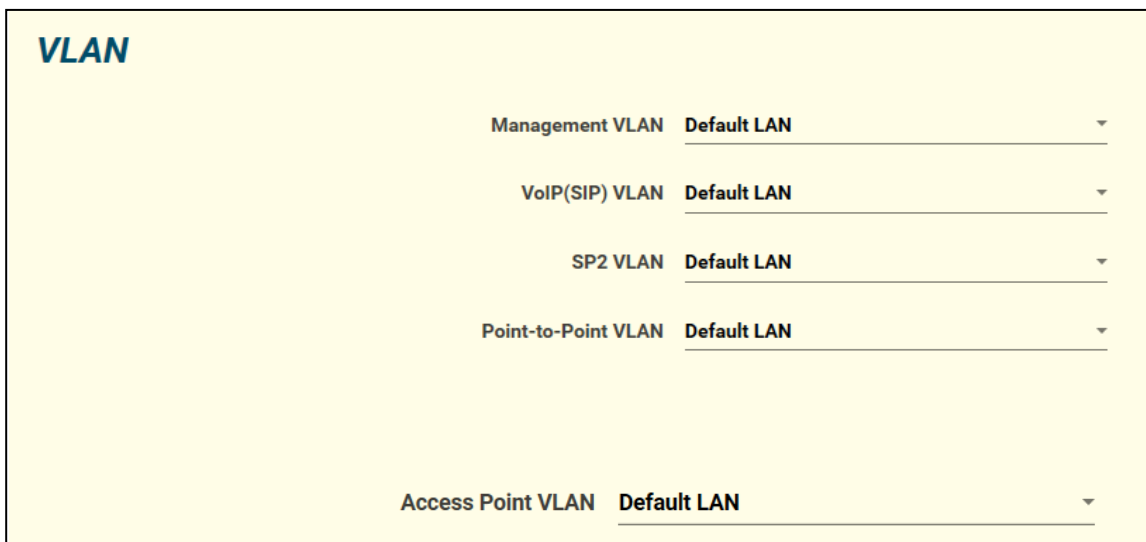 VLAN
Management VLAN Default LAN
VoIP(SIP) VLAN Default LAN
SP2 VLAN Default LAN
Point-to-Point VLAN Default LAN
Access Point VLAN Default LAN